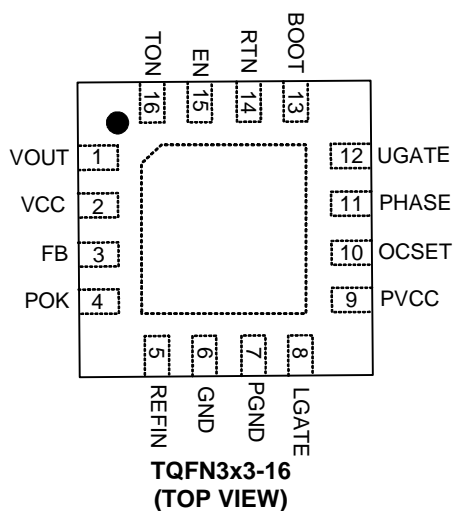 TON EN RTN BOOT
16 15 14 13
VOUT 1 12 UGATE
VCC 2 11 PHASE
FB 3 10 OCSET
POK 4 9 PVCC
5 6 7 8
REFIN GND PGND LGATE
TQFN3x3-16
(TOP VIEW)